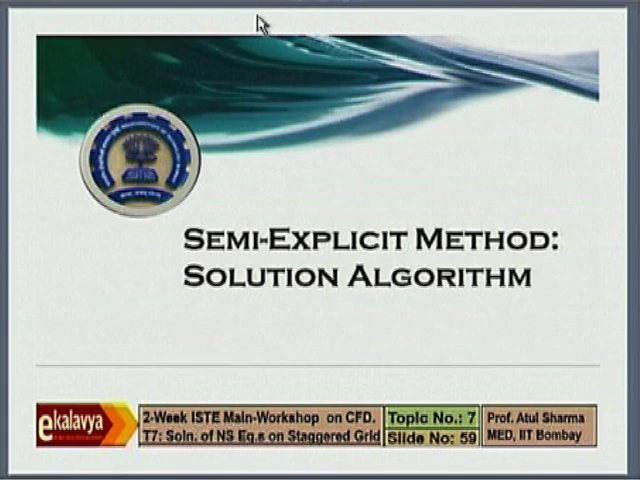 SEMI-EXPLICIT METHOD:
SOLUTION ALGORITHM
ekalavya
2-Week ISTE Main-Workshop on CFD.
T7: Soln. of NS Eq.s on Staggered Grid
Topic No.: 7
Slide No: 59
Prof. Atul Sharma
MED, IIT Bombay